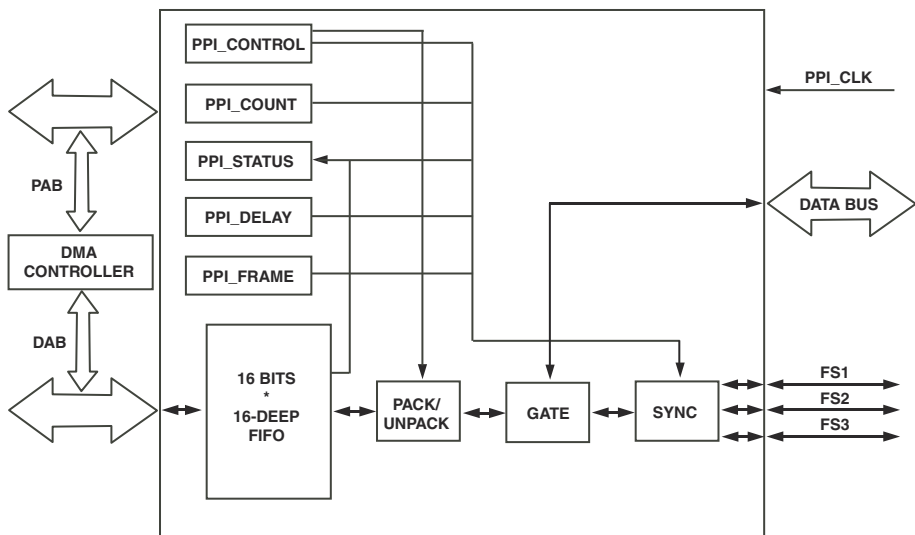 PPI_CONTROL
PPI_COUNT
PPI_STATUS
PPI_DELAY
PPI_FRAME
PPI_CLK
DATA BUS
PAB
DMA
CONTROLLER
DAB
16 BITS
*
16-DEEP
FIFO
PACK/
UNPACK
GATE
SYNC
FS1
FS2
FS3